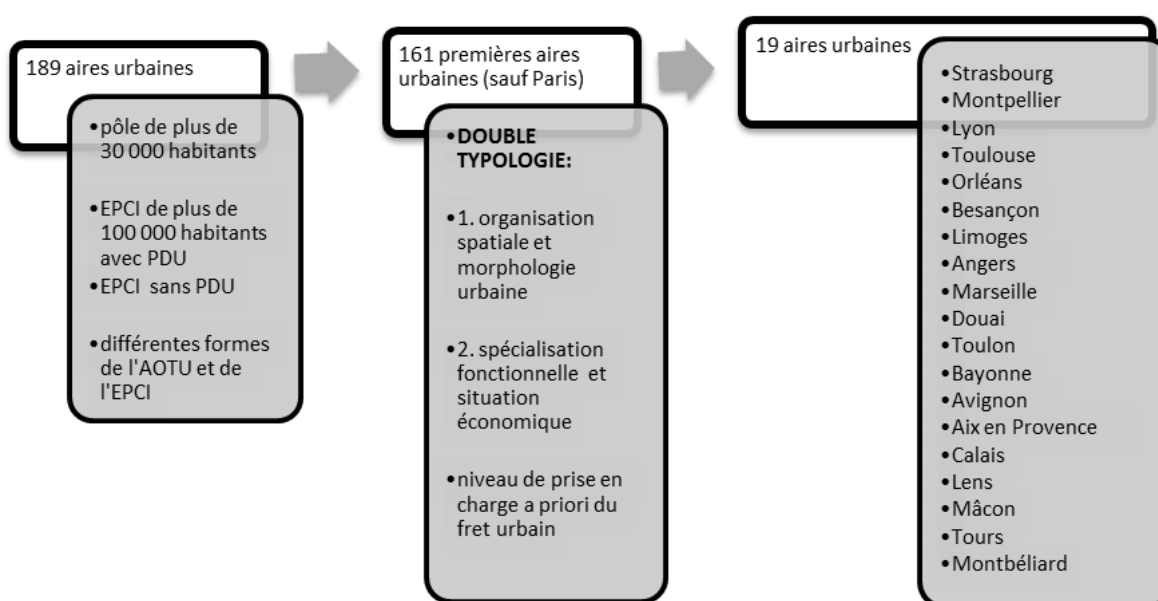 189 aires urbaines
•pôle de plus de
30 000 habitants
•EPCI de plus de
100 000 habitants
avec PDU
•EPCI sans PDU
•différentes formes
de l'AOTU et de
l'EPCI
161 premières aires
urbaines (sauf Paris)
•DOUBLE
TYPOLOGIE:
•1. organisation
spatiale et
morphologie
urbaine
•2. spécialisation
fonctionnelle et
situation
économique
•niveau de prise en
charge a priori du
fret urbain
19 aires urbaines
•Strasbourg
•Montpellier
•Lyon
•Toulouse
•Orléans
•Besançon
•Limoges
•Angers
•Marseille
•Douai
•Toulon
•Bayonne
•Avignon
•Aix en Provence
•Calais
•Lens
•Mâcon
•Tours
•Montbéliard